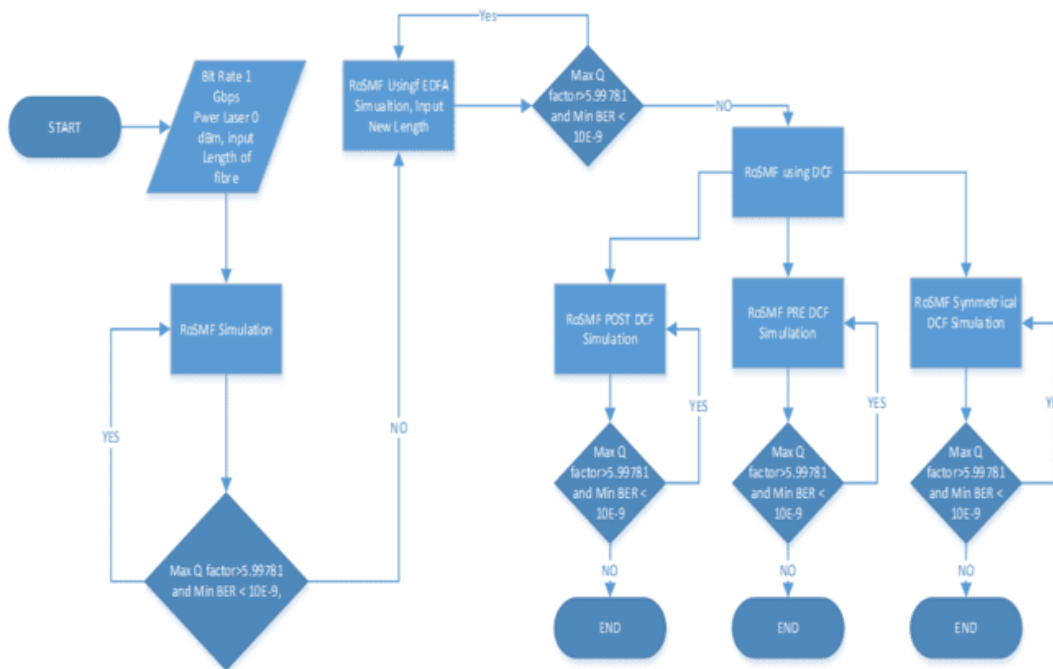 START
Bit Rate 1
Gbps
Pwer Laser 0
dBm, input
Length of
fibre
RoSMF Simulation
YES
Max Q factor>5.99781
and Min BER < 10E-9,
NO
Yes
RoSMF Usingf EDFA
Simualtion, Input
New Length
Max Q
factor>5.99781
and Min BER <
10E-9
NO
RoSMF using DCF
RoSMF POST DCF
Simulation
YES
Max Q
factor>5.99781
and Min BER <
10E-9
NO
END
RoSMF PRE DCF
Simullation
YES
Max Q
factor>5.99781
and Min BER <
10E-9
NO
END
RoSMF Symmetrical
DCF Simulation
Max Q
factor>5.99781
and Min BER <
10E-9
NO
END